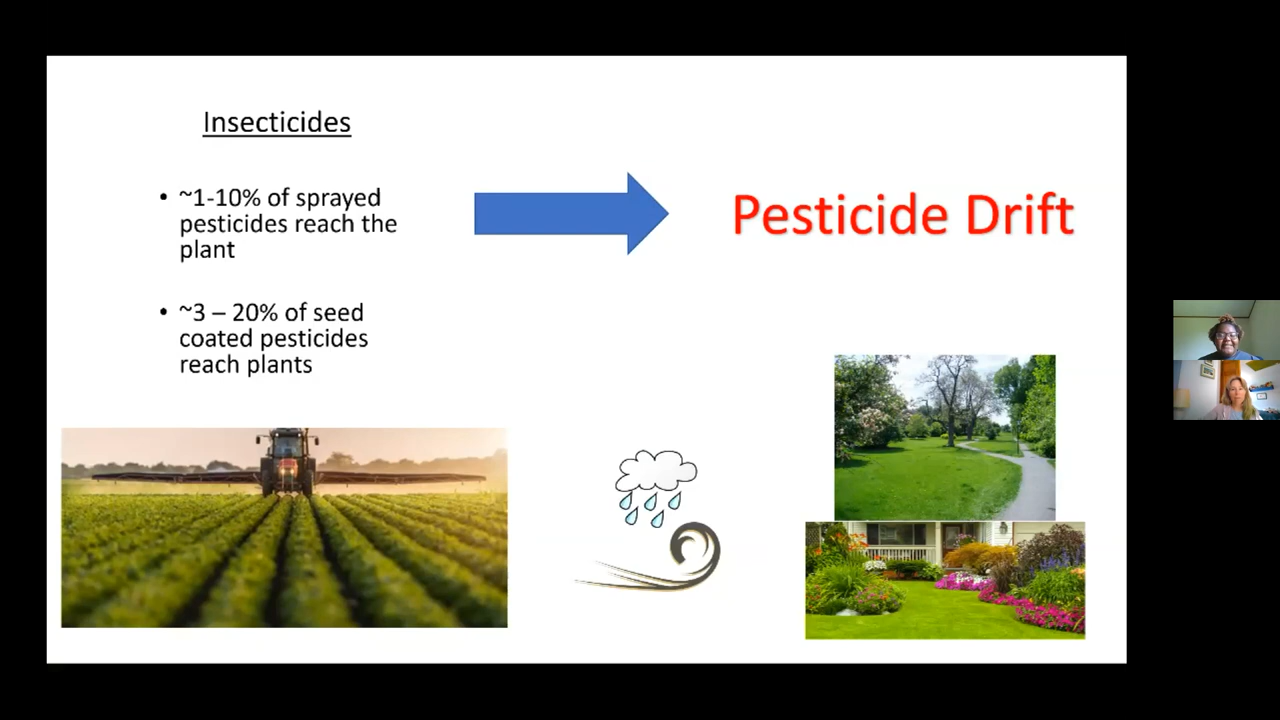 Insecticides
• ~1-10% of sprayed
pesticides reach the
plant
• ~3 – 20% of seed
coated pesticides
reach plants
Pesticide Drift